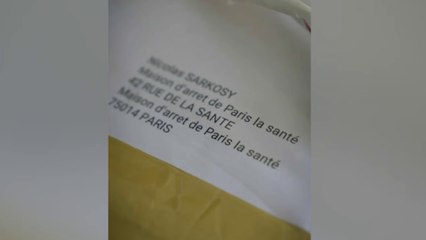 Nicolas SARKOSY
Maison d'arret de Paris la santé
42 RUE DE LA SANTE
Maison d'arret de Paris la santé
75014 PARIS